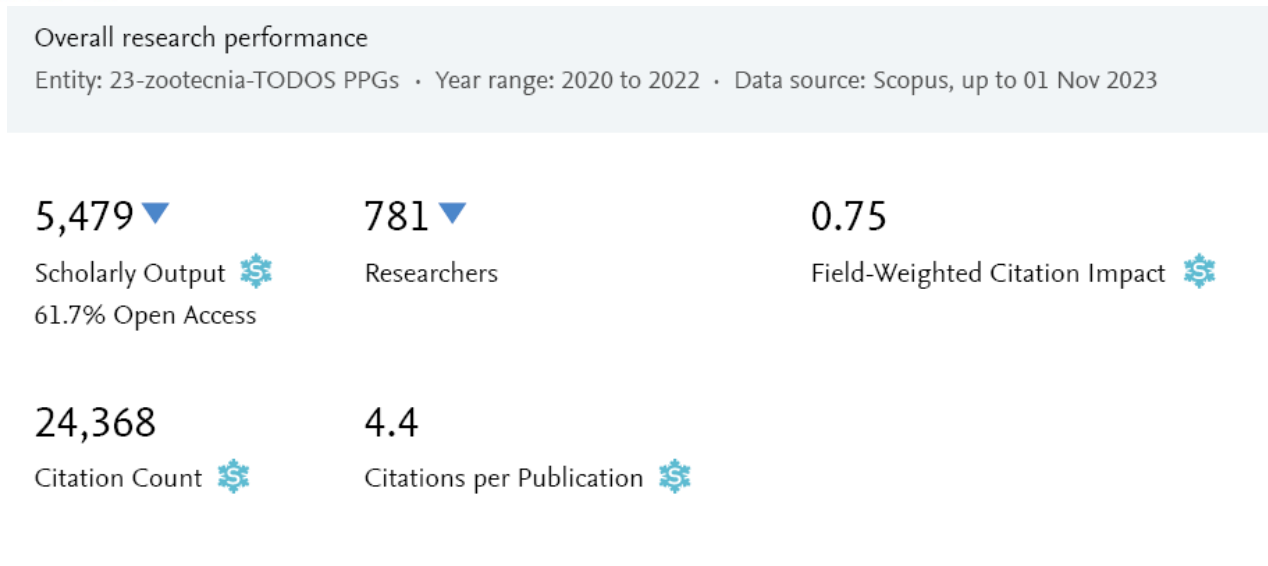 Overall research performance
Entity: 23-zootecnia-TODOS PPGs · Year range: 2020 to 2022 · Data source: Scopus, up to 01 Nov 2023
5,479
781
0.75
Scholarly Output
Researchers
Field-Weighted Citation Impact
61.7% Open Access
24,368
4.4
Citation Count
Citations per Publication